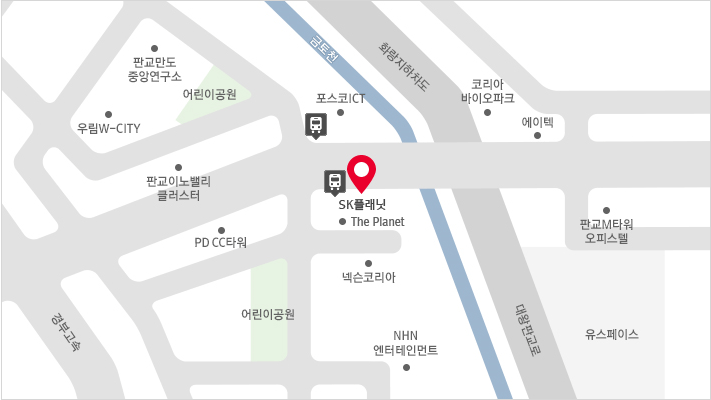 금토천
화랑지하차도
판교만도
중앙연구소
어린이공원
포스코ICT
코리아
바이오파크
우림W-CITY
에이텍
판교이노밸리
클러스터
SK플래닛
The Planet
판교M타워
오피스텔
PD CC타워
넥슨코리아
어린이공원
경부고속
대왕판교로
유스페이스
NHN
엔터테인먼트